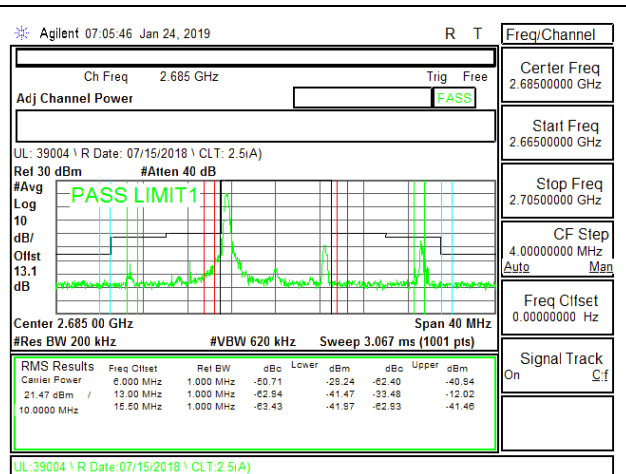 Agilent 07:05:46 Jan 24, 2019 R T
Freq/Channel
Ch Freq 2.685 GHz Trig Free
Adj Channel Power PASS
Center Freq
2.68500000 GHz
Start Freq
2.66500000 GHz
Stop Freq
2.70500000 GHz
CF Step
4.00000000 MHz
Auto Man
Freq Offset
0.00000000 Hz
Signal Track
On Off
UL: 39004 \ R Date: 07/15/2018 \ CLT: 2.5(A)
Ref 30 dBm #Atten 40 dB
#Avg
Log
10
dB/
Offst
13.1
dB
PASS LIMIT1
Center 2.685 00 GHz Span 40 MHz
#Res BW 200 kHz #VBW 620 kHz Sweep 3.067 ms (1001 pts)
RMS Results Freq Offset Ref BW dBc Lower dBm dBc Upper dBm
Carrier Power 6.000 MHz 1.000 MHz -50.71 -29.24 -62.40 -40.94
21.47 dBm / 13.00 MHz 1.000 MHz -62.94 -41.47 -33.48 -12.02
10.0000 MHz 15.50 MHz 1.000 MHz -63.43 -41.97 -62.93 -41.46
UL:39004 \ R Date:07/15/2018 \ CLT:2.5(A)